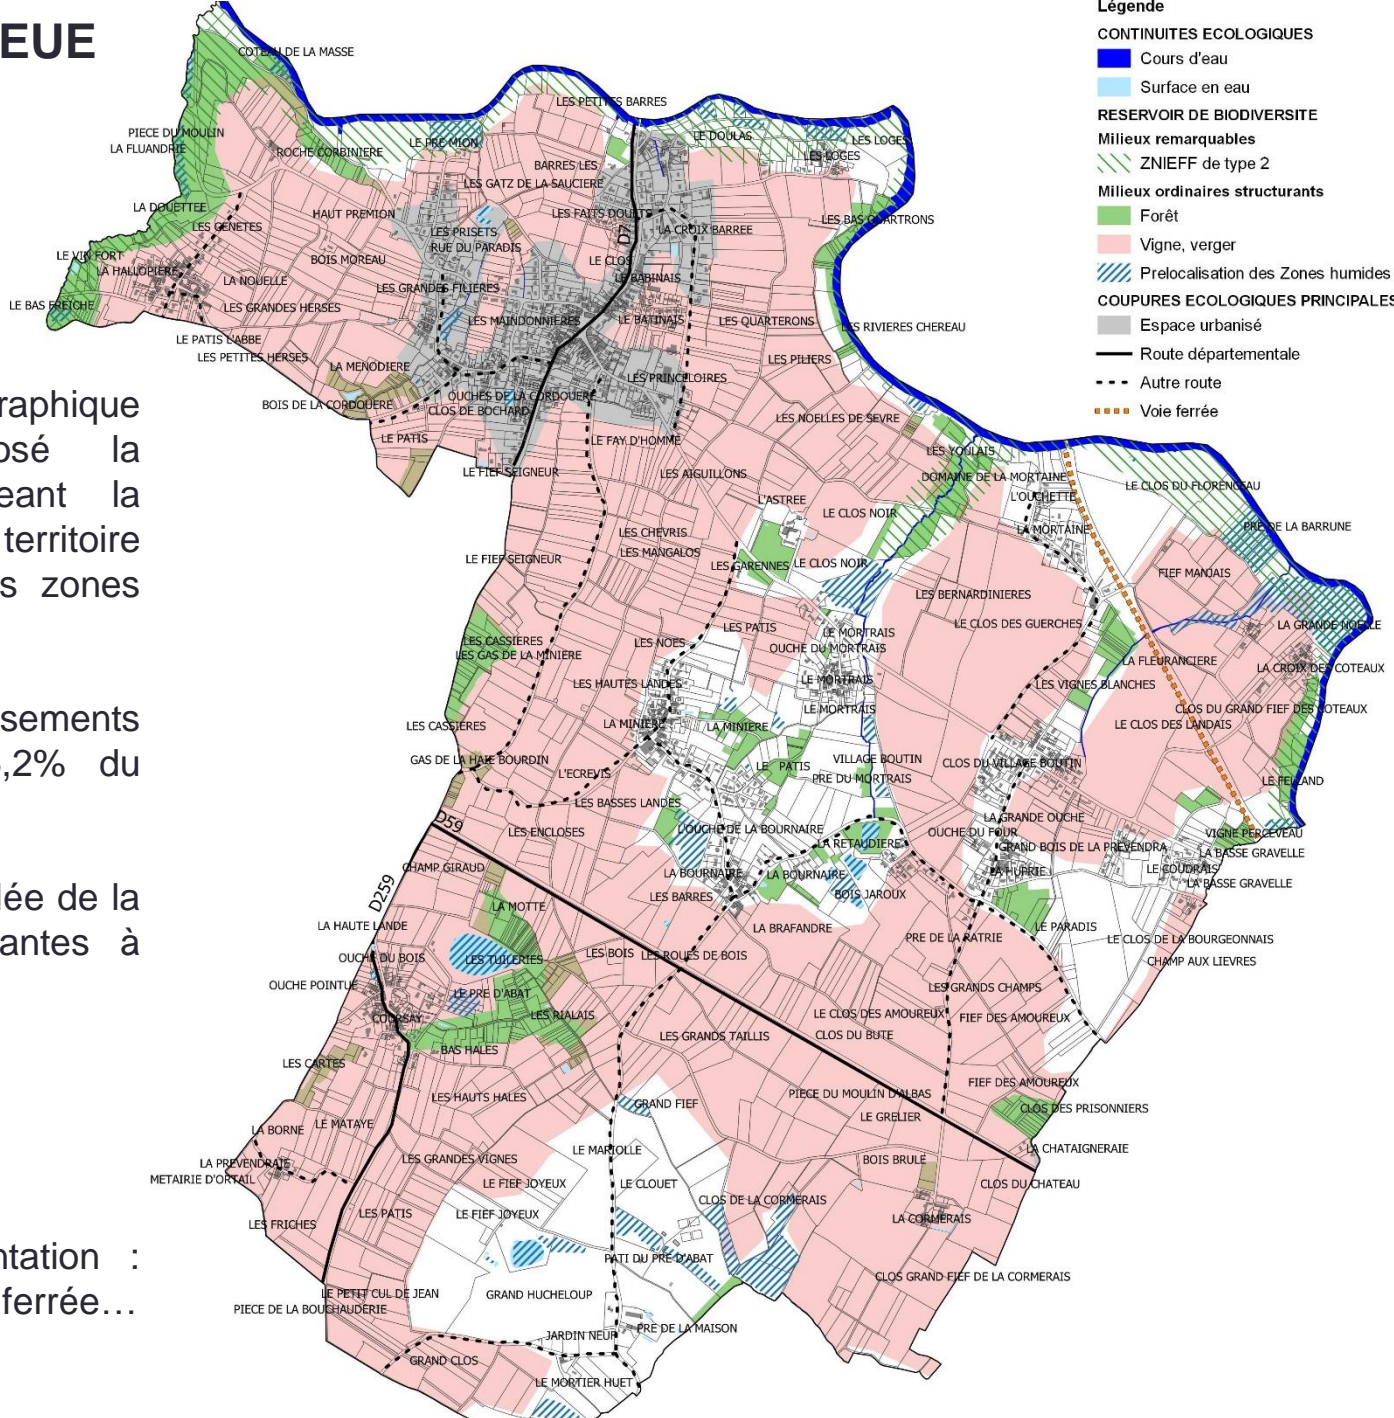 EUE
raphique
osé la
eant la
territoire
s zones
sements
,2% du
lée de la
antes à
ntation :
ferrée…
Légende
CONTINUITES ECOLOGIQUES
Cours d'eau
Surface en eau
RESERVOIR DE BIODIVERSITE
Milieux remarquables
ZNIEFF de type 2
Milieux ordinaires structurants
Forêt
Vigne, verger
Prelocalisation des Zones humides
COUPURES ECOLOGIQUES PRINCIPALES
Espace urbanisé
Route départementale
Autre route
Voie ferrée
COTEAU DE LA MASSE
LES PETITES BARRES
PIECE DU MOULIN
LA FLUANDRIE
ROCHE CORBINIERE
LE PRE MION
LE DOULAS
LES LOGES
LES LOGES
BARRES LES
LES GATZ DE LA SAUCIERE
LA DOUETTEE
HAUT PREMION
LES FAITS DOUETS
LES GENETES
LES PRISETS
RUE DU PARADIS
D7
LA CROIX BARREE
LES BAS QUARTRONS
LE VIN FORT
LA HALLOPIERE
BOIS MOREAU
LE CLOS
LE BABINAIS
LA NOUELLE
LES GRANDES FILIERES
LE BAS FREICHE
LES GRANDES HERSES
LES MAINDONNIERES
LE BATINAIS
LES QUARTERONS
LES RIVIERES CHEREAU
LE PATIS L'ABBE
LES PETITES HERSES
LA MENODIERE
LES PILIERS
LES PRINCELOIRES
BOIS DE LA CORDOUERE
OUCHES DE LA CORDOUERE
CLOS DE BOCHARD
LES NOELLES DE SEVRE
LE PATIS
LE FAY D'HOMME
LES YOULAIS
LE FIEF SEIGNEUR
LES AIGUILLONS
DOMAINE DE LA MORTAINE
LE CLOS DU FLORENCEAU
L'ASTREE
L'OUCHETTE
LE CLOS NOIR
LA MORTAINE
PRE DE LA BARRUNE
LES CHEVRIS
LES MANGALOS
LE FIEF SEIGNEUR
LES GARENNES
LE CLOS NOIR
FIEF MANJAIS
LES BERNARDINIERES
LE CLOS DES GUERCHES
LA GRANDE NOELLE
LES PATIS
LE MORTRAIS
LES CASSIERES
LES NOES
OUCHE DU MORTRAIS
LES GAS DE LA MINIERE
LA FLEURANCIERE
LA CROIX DES COTEAUX
LES HAUTES LANDES
LE MORTRAIS
LES VIGNES BLANCHES
LE MORTRAIS
CLOS DU GRAND FIEF DES COTEAUX
LES CASSIERES
LA MINIERE
LA MINIERE
LE CLOS DES LANDAIS
GAS DE LA HAIE BOURDIN
L'ECREVIS
LE PATIS
VILLAGE BOUTIN
PRE DU MORTRAIS
CLOS DU VILLAGE BOUTIN
LE FEILAND
LES BASSES LANDES
LA GRANDE OUCHE
D59
LES ENCLOSES
L'OUCHE DE LA BOURNAIRE
LA RETAUDIERE
OUCHE DU FOUR
GRAND BOIS DE LA PREVENDRA
VIGNE PERCEVEAU
LA BASSE GRAVELLE
CHAMP GIRAUD
LA BOURNAIRE
LA BOURNAIRE
LA HUPRIE
LE COUDRAIS
LA BASSE GRAVELLE
D259
LES BARRES
BOIS JAROUX
LA MOTTE
LA HAUTE LANDE
LA BRAFANDRE
PRE DE LA RATRIE
LE PARADIS
LE CLOS DE LA BOURGEONNAIS
OUCHE DU BOIS
LES TUILERIES
LES BOIS
LES ROUES DE BOIS
CHAMP AUX LIEVRES
OUCHE POINTUE
LE PRE D'ABAT
LES GRANDS CHAMPS
COURSAY
LES RIALAIS
LE CLOS DES AMOUREUX
FIEF DES AMOUREUX
LES GRANDS TAILLIS
CLOS DU BUTE
BAS HALES
LES CARTES
FIEF DES AMOUREUX
LES HAUTS HALES
GRAND FIEF
PIECE DU MOULIN D'ALBAS
CLOS DES PRISONNIERS
LE GRELIER
LE MATAYE
LA BORNE
LE MARIOLLE
LA CHATAIGNERAIE
LA PREVENDRAIE
METAIRIE D'ORTAIL
LES GRANDES VIGNES
BOIS BRULE
LE FIEF JOYEUX
LE CLOUET
CLOS DU CHATEAU
CLOS DE LA CORMERAIS
LES FRICHES
LES PATIS
LE FIEF JOYEUX
LA CORMERAIS
PATI DU PRE D'ABAT
CLOS GRAND FIEF DE LA CORMERAIS
LE PETIT CUL DE JEAN
GRAND HUCHELOUP
PIECE DE LA BOUCHAUDERIE
PRE DE LA MAISON
JARDIN NEUF
GRAND CLOS
LE MORTIER HUET